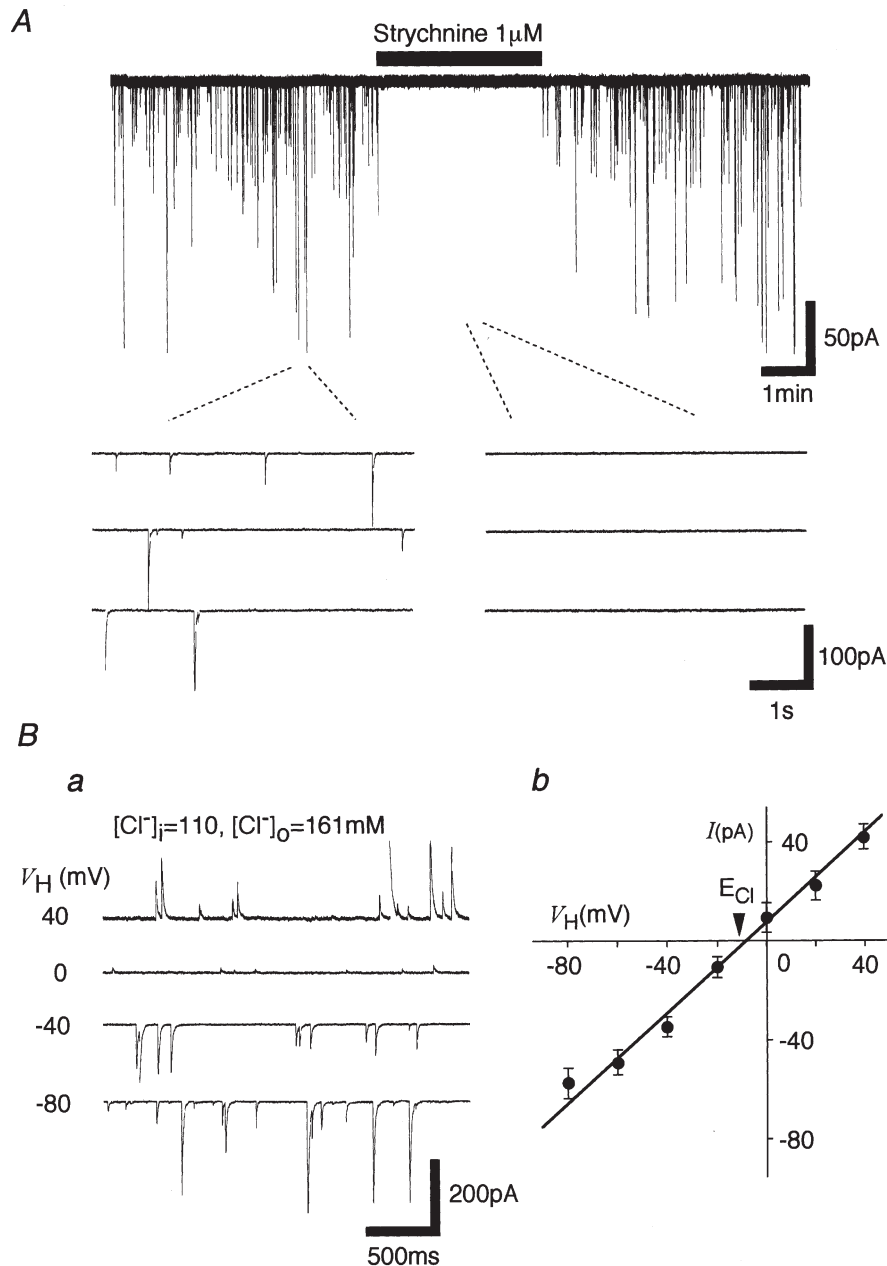 A
Strychnine 1μM
50pA
1min
100pA
1s
B
a
[Cl⁻]i=110, [Cl⁻]o=161mM
VH (mV)
40
0
-40
-80
200pA
500ms
b
I(pA)
40
ECl
VH(mV)
-80
-40
0
40
-40
-80